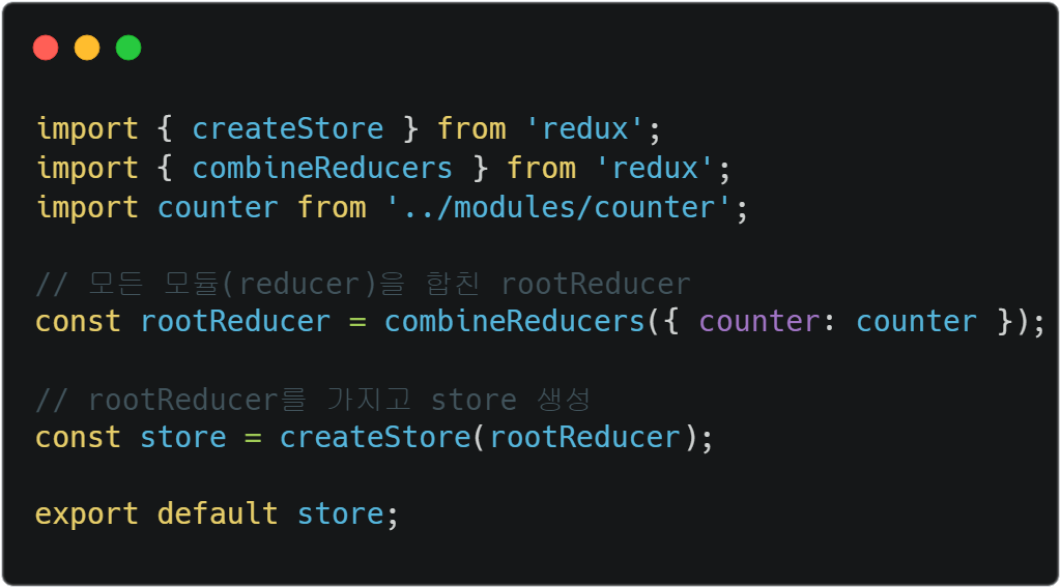 import { createStore } from 'redux';
import { combineReducers } from 'redux';
import counter from '../modules/counter';
// 모든 모듈(reducer)을 합친 rootReducer
const rootReducer = combineReducers({ counter: counter });
// rootReducer를 가지고 store 생성
const store = createStore(rootReducer);
export default store;